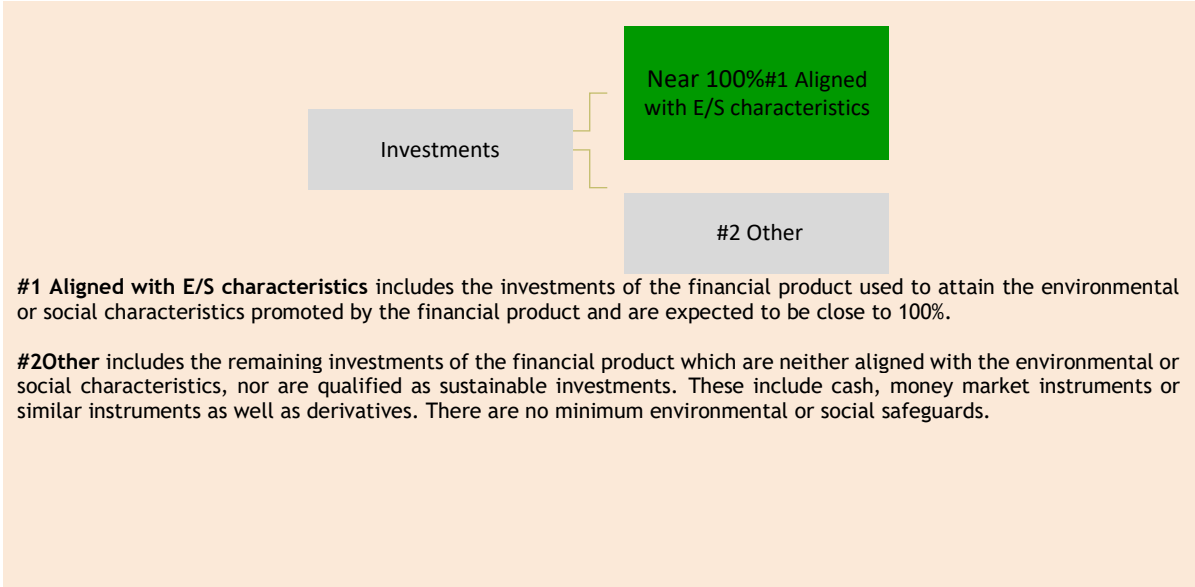 Near 100%#1 Aligned
with E/S characteristics
Investments
#2 Other
#1 Aligned with E/S characteristics includes the investments of the financial product used to attain the environmental
or social characteristics promoted by the financial product and are expected to be close to 100%.
#2Other includes the remaining investments of the financial product which are neither aligned with the environmental or
social characteristics, nor are qualified as sustainable investments. These include cash, money market instruments or
similar instruments as well as derivatives. There are no minimum environmental or social safeguards.